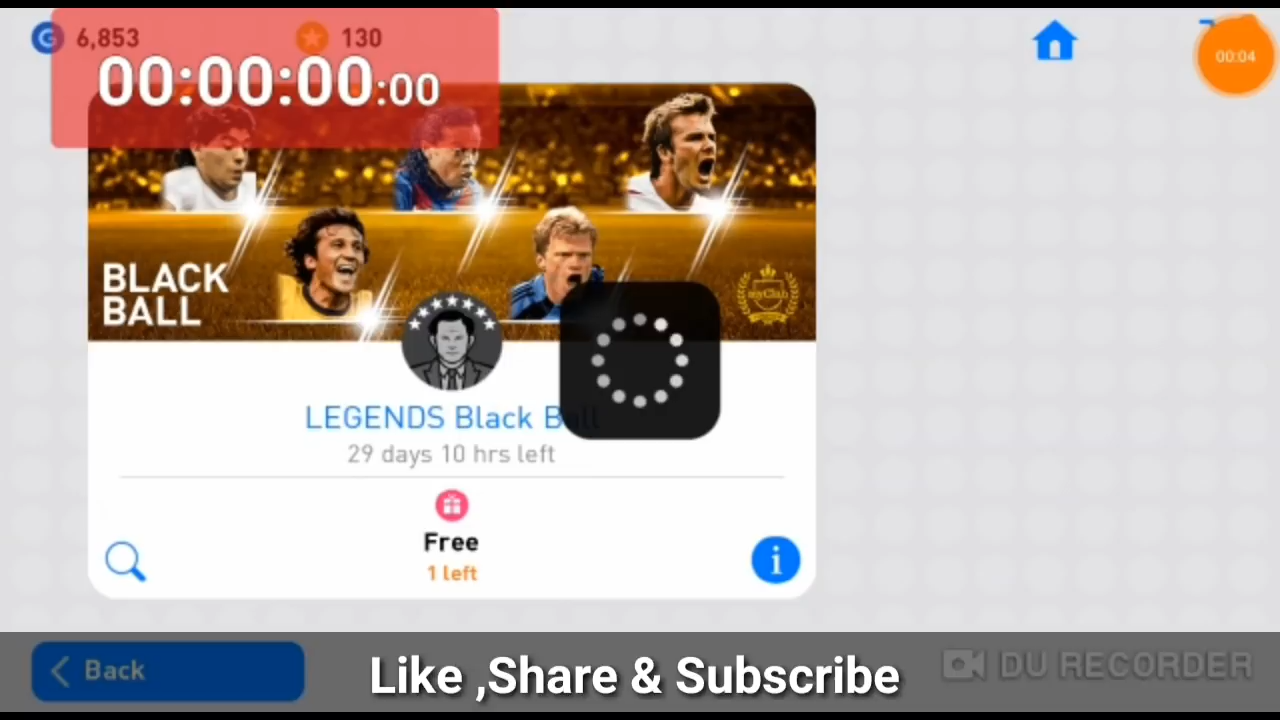 6,853
130
00:00:00:00
00:04
BLACK
BALL
myClub
LEGENDS Black B
29 days 10 hrs left
Free
1 left
i
Back
Like ,Share & Subscribe
DU RECORDER